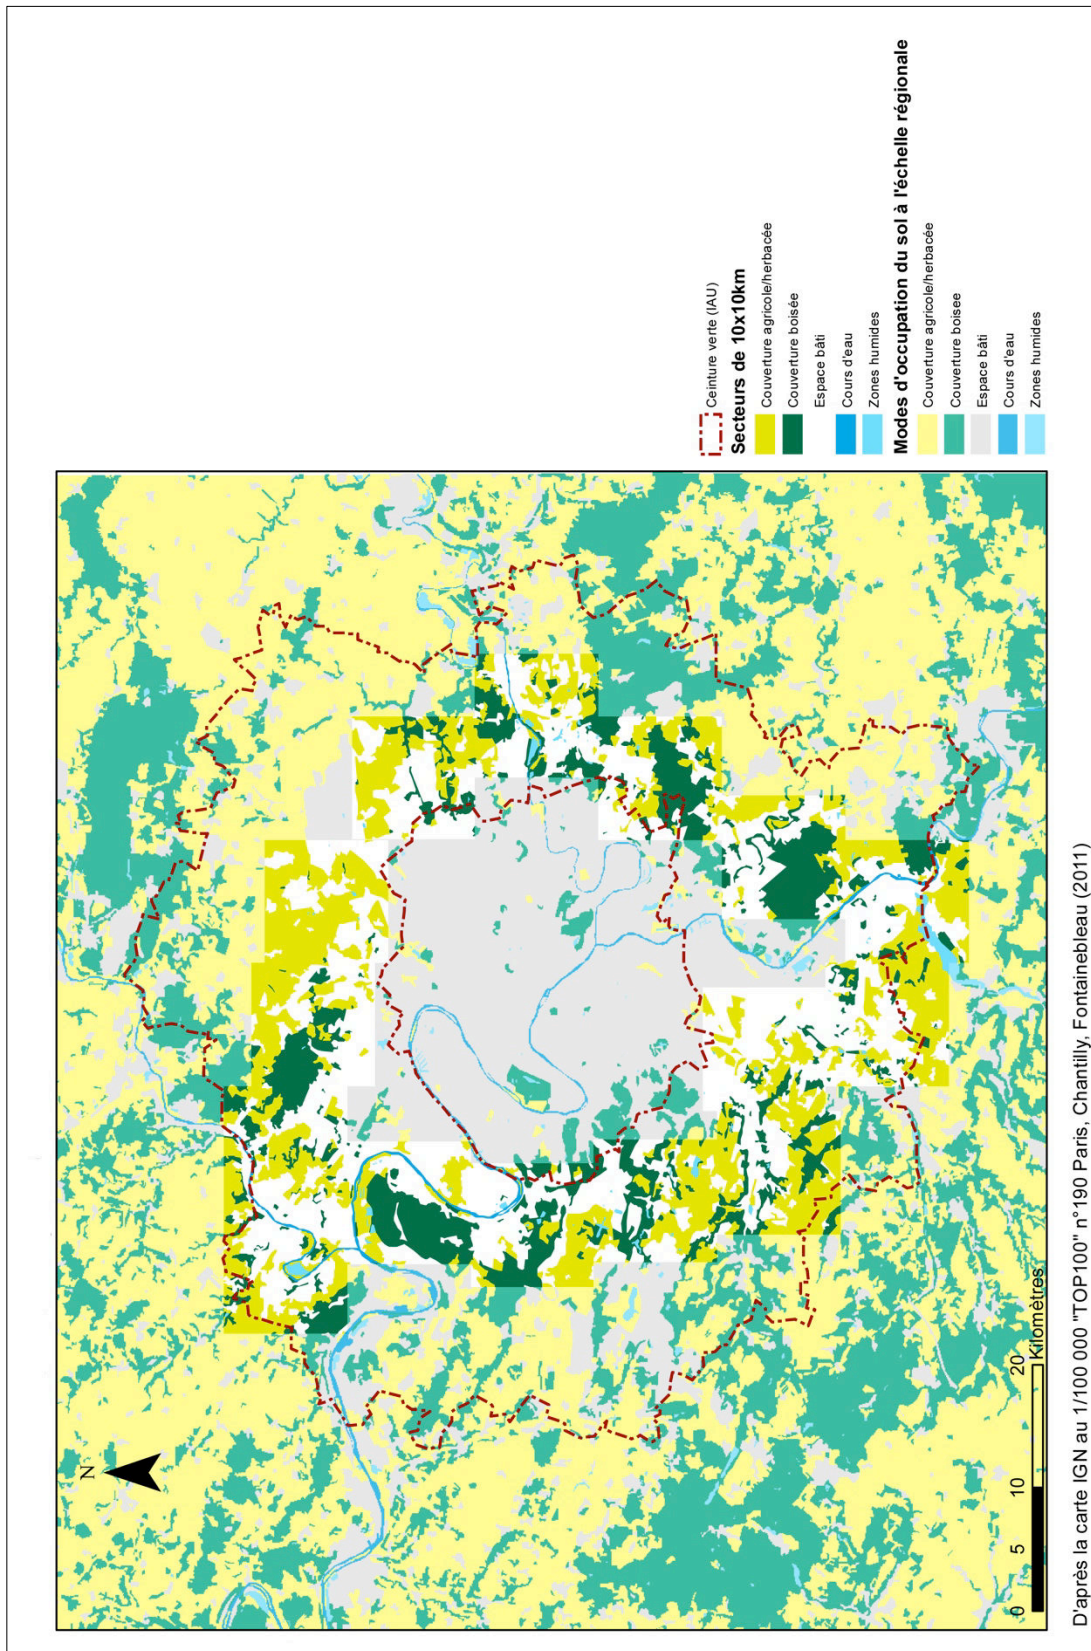 N
0 5 10 20
Kilomètres
Ceinture verte (IAU)
Secteurs de 10x10km
Couverture agricole/herbacée
Couverture boisée
Espace bâti
Cours d'eau
Zones humides
Modes d'occupation du sol à l'échelle régionale
Couverture agricole/herbacée
Couverture boisee
Espace bâti
Cours d'eau
Zones humides
D'après la carte IGN au 1/100 000 "TOP100" n°190 Paris, Chantilly, Fontainebleau (2011)